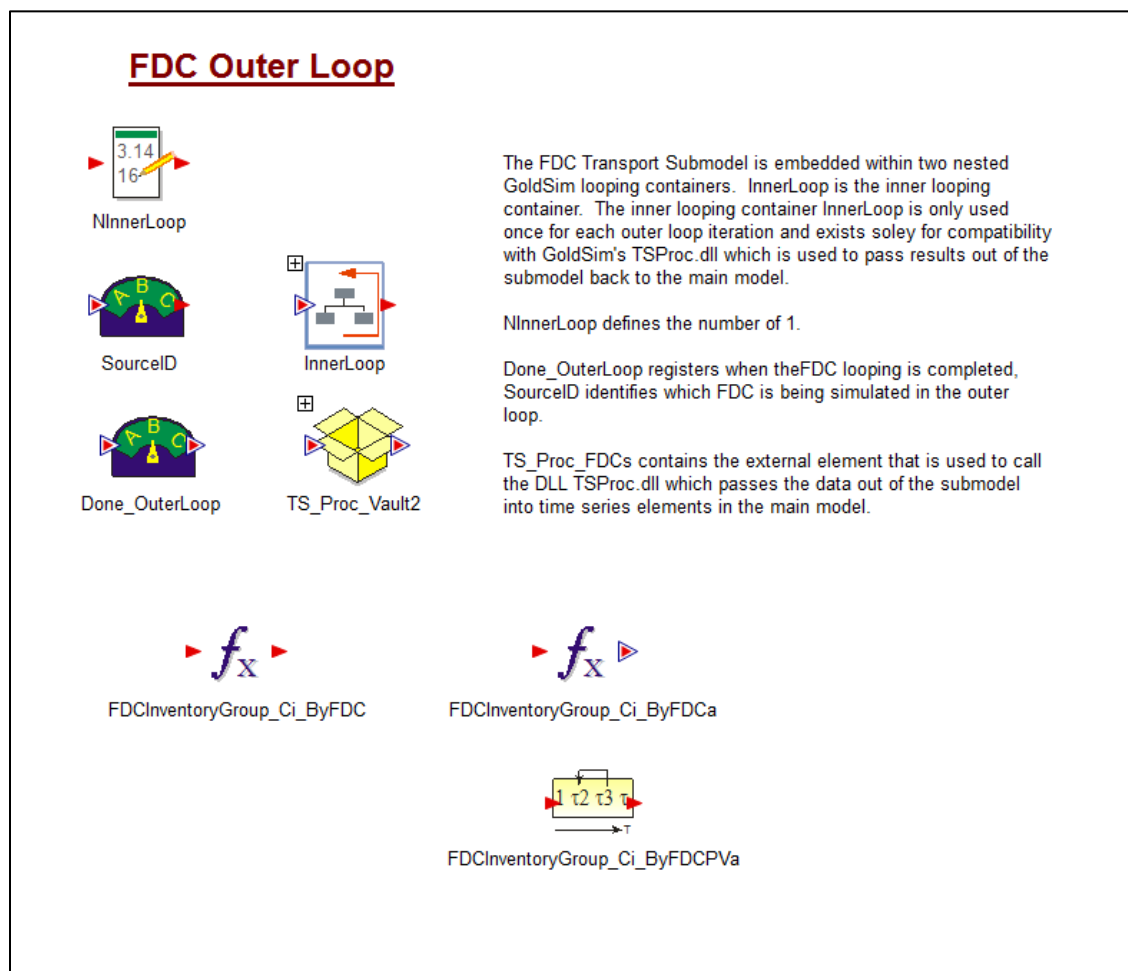 FDC Outer Loop
3.14
16
NInnerLoop
The FDC Transport Submodel is embedded within two nested
GoldSim looping containers.  InnerLoop is the inner looping
container.  The inner looping container InnerLoop is only used
once for each outer loop iteration and exists soley for compatibility
with GoldSim's TSProc.dll which is used to pass results out of the
submodel back to the main model.
NInnerLoop defines the number of 1.
Done_OuterLoop registers when theFDC looping is completed,
SourceID identifies which FDC is being simulated in the outer
loop.
TS_Proc_FDCs contains the external element that is used to call
the DLL TSProc.dll which passes the data out of the submodel
into time series elements in the main model.
A B C
SourceID
InnerLoop
A B C
Done_OuterLoop
TS_Proc_Vault2
fx
FDCInventoryGroup_Ci_ByFDC
fx
FDCInventoryGroup_Ci_ByFDCa
1 τ2 τ3 τ
T
FDCInventoryGroup_Ci_ByFDCPVa